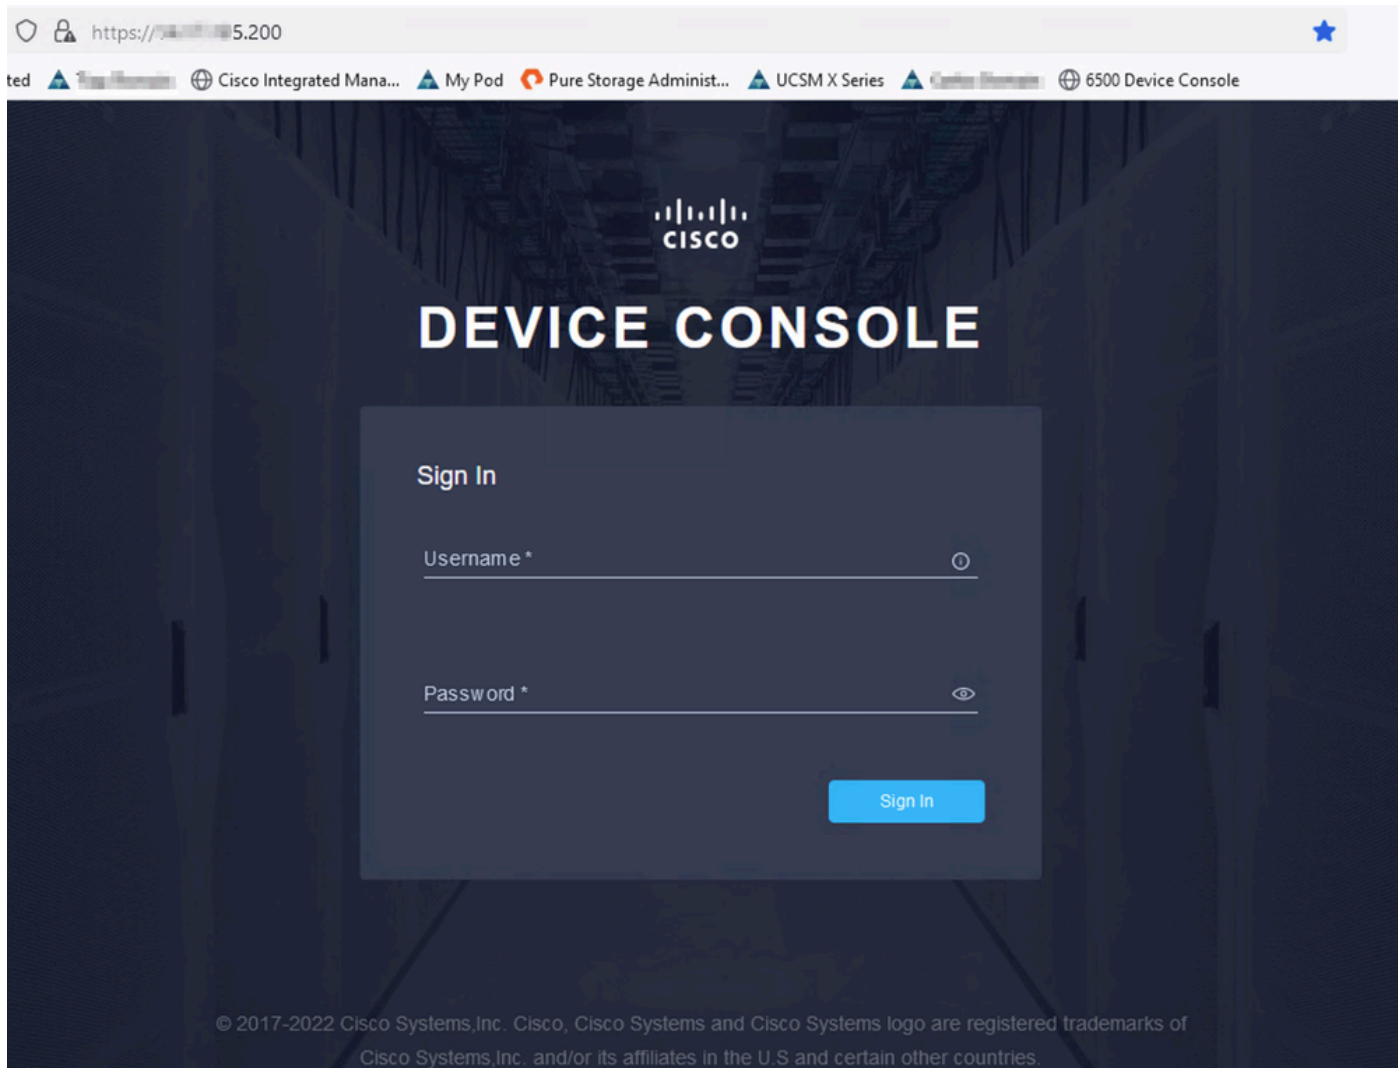 https:// 5.200
ted Cisco Integrated Mana... My Pod Pure Storage Administ... UCSM X Series 6500 Device Console
CISCO
DEVICE CONSOLE
Sign In
Username *
Password *
Sign In
© 2017-2022 Cisco Systems,Inc. Cisco, Cisco Systems and Cisco Systems logo are registered trademarks of
Cisco Systems,Inc. and/or its affiliates in the U.S and certain other countries.